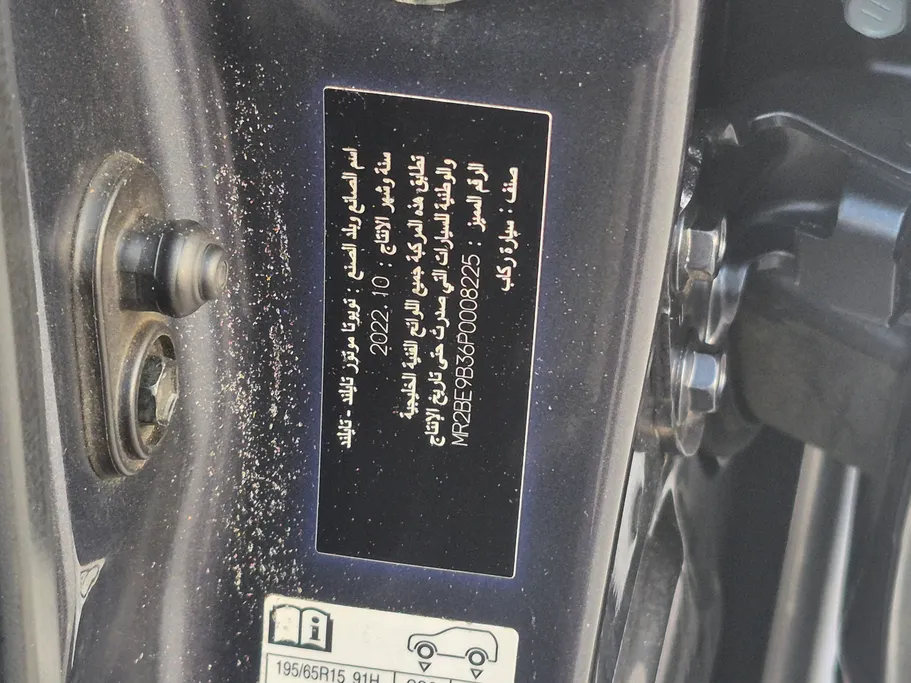 اسم الصانع وبلد الصنع : تويوتا موتور تايلند - تايلند
سنة وشهر الانتاج : 2022.10
تطابق هذه المركبة جميع اللوائح الفنية الخليجية
والوطنية للسيارات التي صدرت حتى تاريخ الإنتاج
الرقم المميز : MR2BE9B36P0008225
صنف : سيارة ركاب
195/65R15 91H